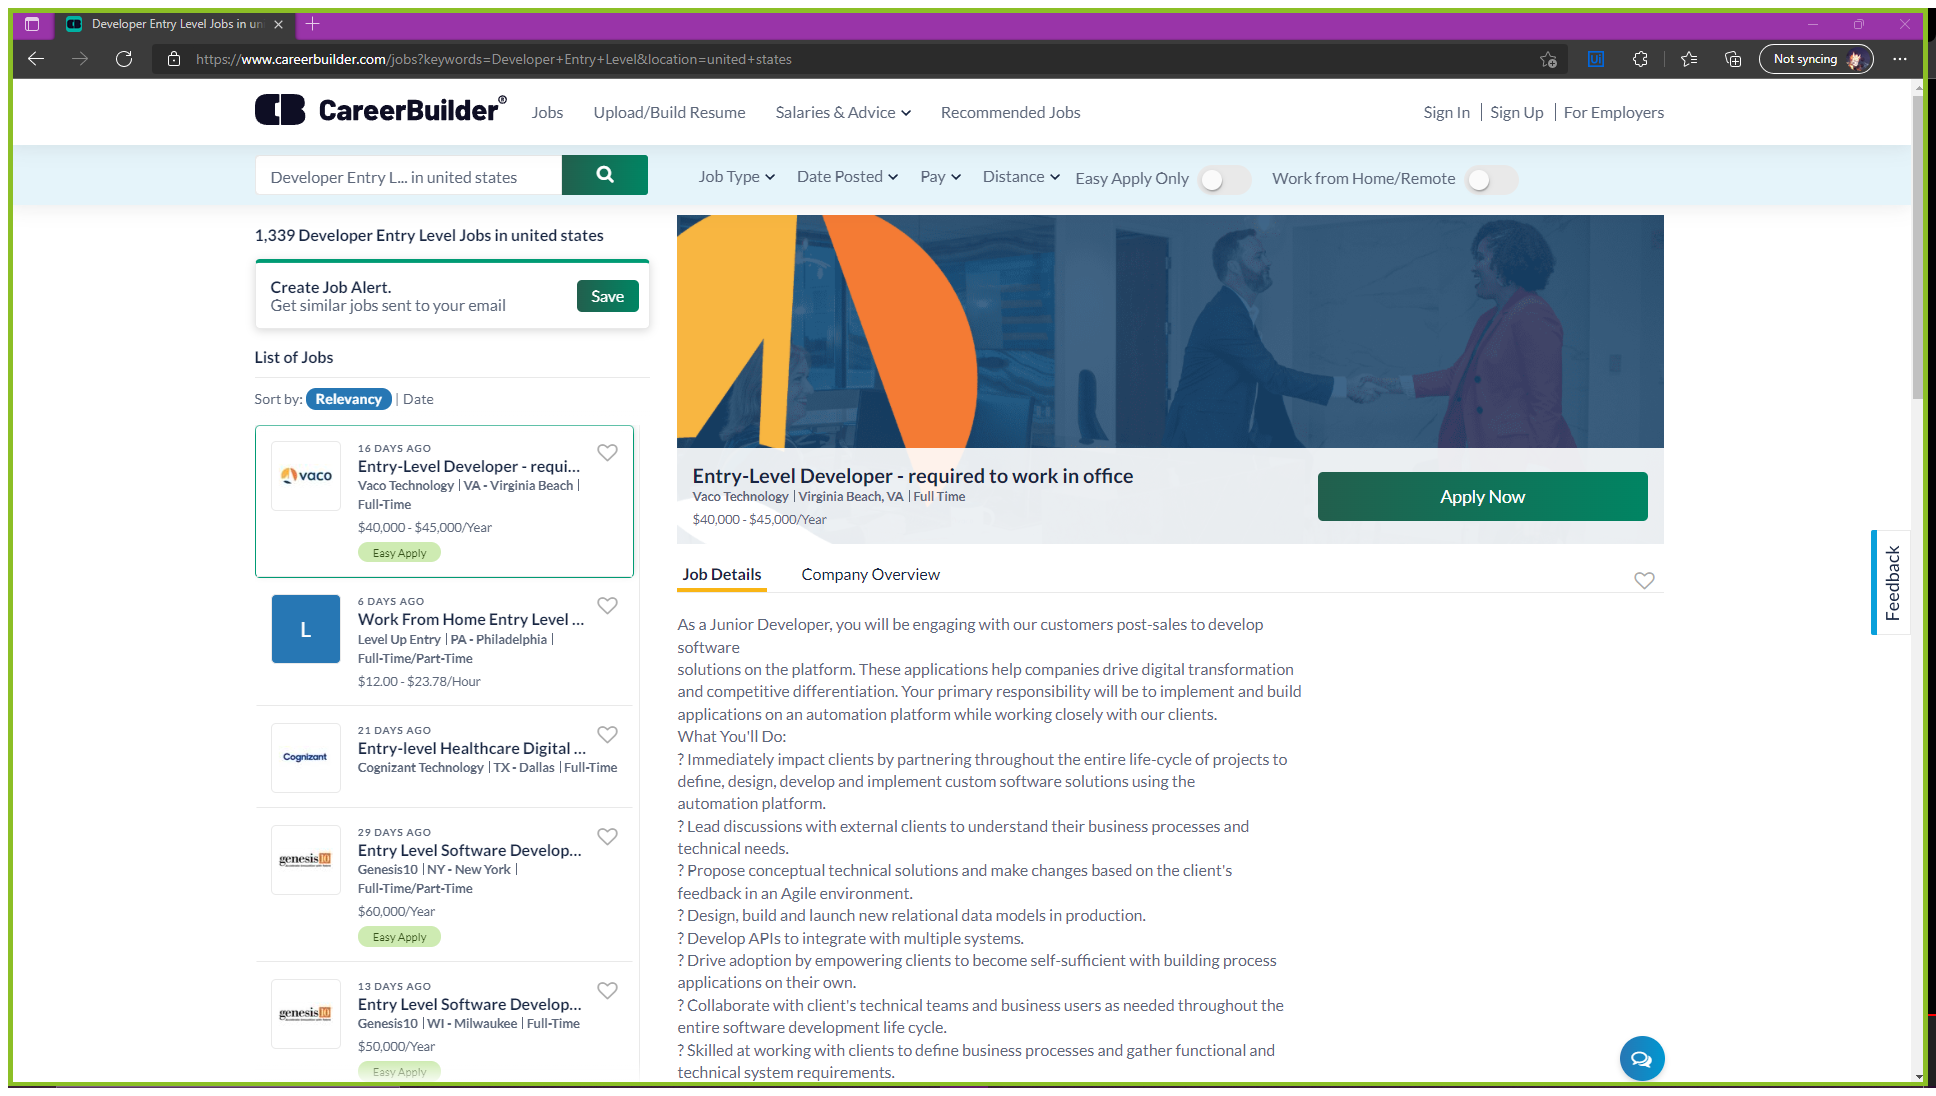 Developer Entry Level Jobs in un
https://www.careerbuilder.com/jobs?keywords=Developer+Entry+Level&location=united+states
Not syncing
CareerBuilder®
Jobs
Upload/Build Resume
Salaries & Advice
Recommended Jobs
Sign In | Sign Up | For Employers
Developer Entry L... in united states
Job Type
Date Posted
Pay
Distance
Easy Apply Only
Work from Home/Remote
1,339 Developer Entry Level Jobs in united states
Create Job Alert.
Get similar jobs sent to your email
Save
List of Jobs
Sort by: Relevancy | Date
vaco
16 DAYS AGO
Entry-Level Developer - requi...
Vaco Technology | VA - Virginia Beach |
Full-Time
$40,000 - $45,000/Year
Easy Apply
L
6 DAYS AGO
Work From Home Entry Level ...
Level Up Entry | PA - Philadelphia |
Full-Time/Part-Time
$12.00 - $23.78/Hour
Cognizant
21 DAYS AGO
Entry-level Healthcare Digital ...
Cognizant Technology | TX - Dallas | Full-Time
genesis10
29 DAYS AGO
Entry Level Software Develop...
Genesis10 | NY - New York |
Full-Time/Part-Time
$60,000/Year
Easy Apply
genesis10
13 DAYS AGO
Entry Level Software Develop...
Genesis10 | WI - Milwaukee | Full-Time
$50,000/Year
Easy Apply
Entry-Level Developer - required to work in office
Vaco Technology | Virginia Beach, VA | Full Time
$40,000 - $45,000/Year
Apply Now
Job Details
Company Overview
As a Junior Developer, you will be engaging with our customers post-sales to develop
software
solutions on the platform. These applications help companies drive digital transformation
and competitive differentiation. Your primary responsibility will be to implement and build
applications on an automation platform while working closely with our clients.
What You'll Do:
? Immediately impact clients by partnering throughout the entire life-cycle of projects to
define, design, develop and implement custom software solutions using the
automation platform.
? Lead discussions with external clients to understand their business processes and
technical needs.
? Propose conceptual technical solutions and make changes based on the client's
feedback in an Agile environment.
? Design, build and launch new relational data models in production.
? Develop APIs to integrate with multiple systems.
? Drive adoption by empowering clients to become self-sufficient with building process
applications on their own.
? Collaborate with client's technical teams and business users as needed throughout the
entire software development life cycle.
? Skilled at working with clients to define business processes and gather functional and
technical system requirements.
Feedback